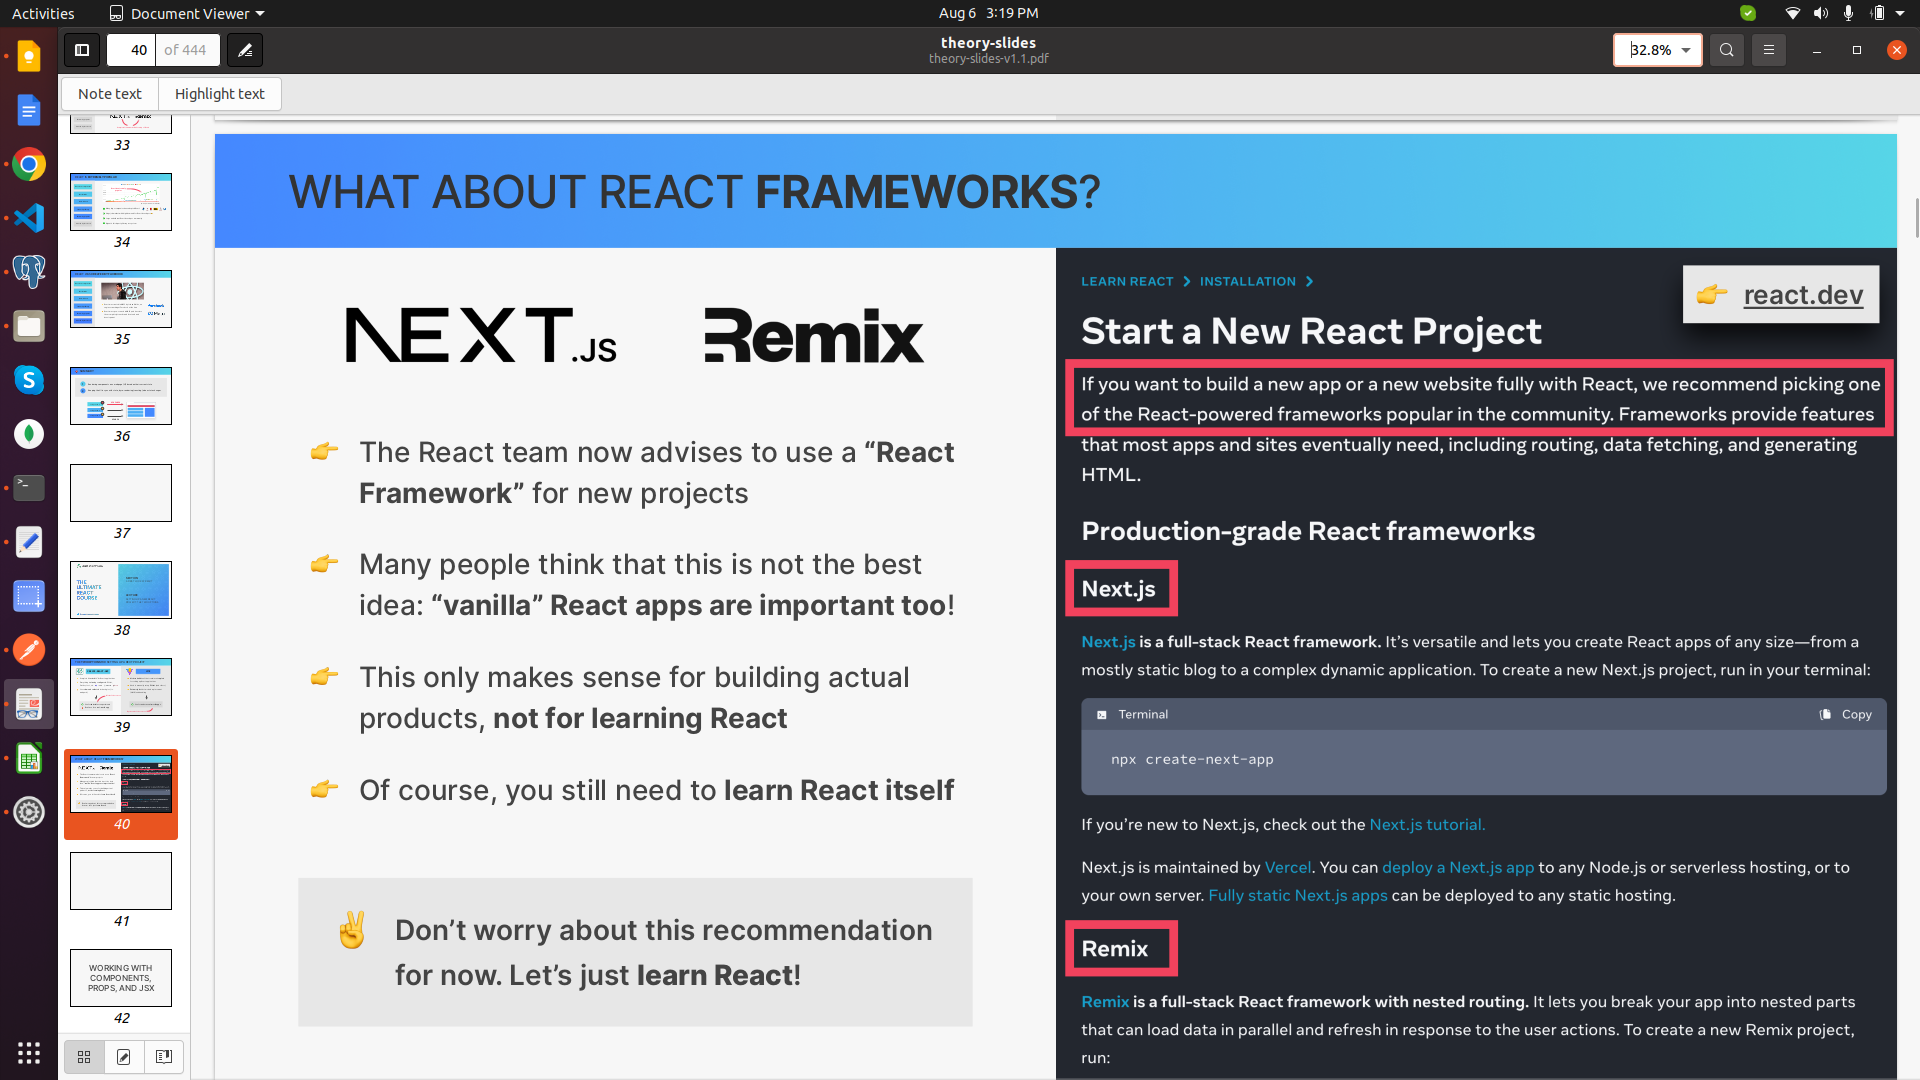 Activities
Document Viewer
Aug 6 3:19 PM
40 of 444
theory-slides
theory-slides-v1.1.pdf
32.8%
Note text
Highlight text
33
34
35
36
37
THE ULTIMATE REACT COURSE
38
39
40
41
WORKING WITH
COMPONENTS,
PROPS, AND JSX
42
WHAT ABOUT REACT FRAMEWORKS?
NEXT.JS
Remix
👉 The React team now advises to use a “React
Framework” for new projects
👉 Many people think that this is not the best
idea: “vanilla” React apps are important too!
👉 This only makes sense for building actual
products, not for learning React
👉 Of course, you still need to learn React itself
✌️ Don’t worry about this recommendation
for now. Let’s just learn React!
LEARN REACT > INSTALLATION >
👉 react.dev
Start a New React Project
If you want to build a new app or a new website fully with React, we recommend picking one
of the React-powered frameworks popular in the community. Frameworks provide features
that most apps and sites eventually need, including routing, data fetching, and generating
HTML.
Production-grade React frameworks
Next.js
Next.js is a full-stack React framework. It’s versatile and lets you create React apps of any size—from a
mostly static blog to a complex dynamic application. To create a new Next.js project, run in your terminal:
Terminal
Copy
npx create-next-app
If you’re new to Next.js, check out the Next.js tutorial.
Next.js is maintained by Vercel. You can deploy a Next.js app to any Node.js or serverless hosting, or to
your own server. Fully static Next.js apps can be deployed to any static hosting.
Remix
Remix is a full-stack React framework with nested routing. It lets you break your app into nested parts
that can load data in parallel and refresh in response to the user actions. To create a new Remix project,
run: